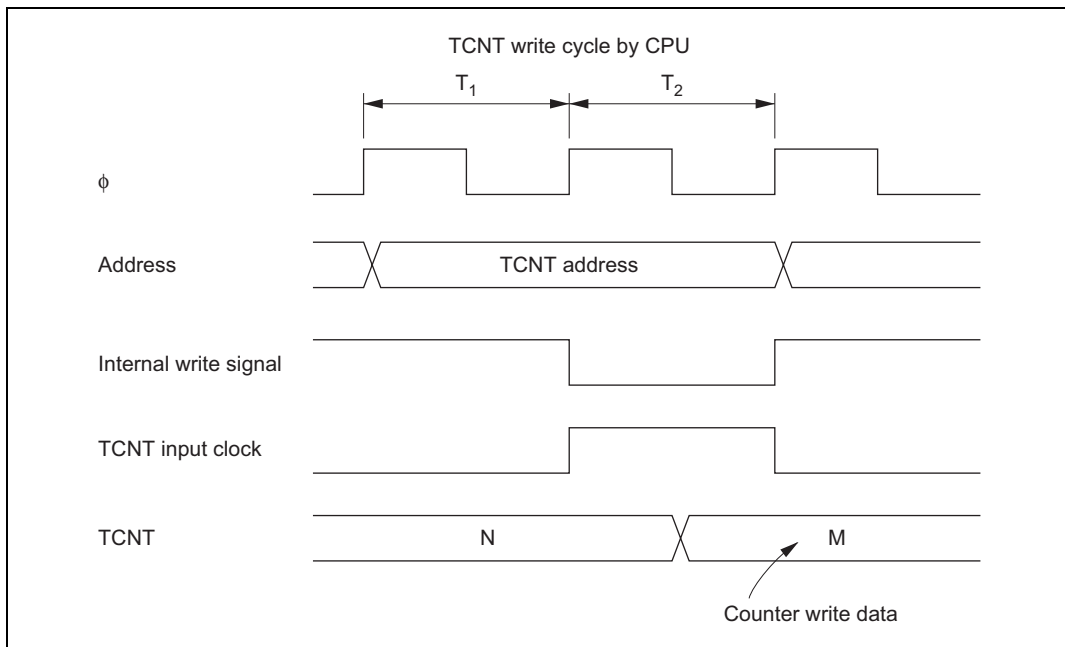 TCNT write cycle by CPU
T1 T2
ϕ
Address TCNT address
Internal write signal
TCNT input clock
TCNT N M
Counter write data